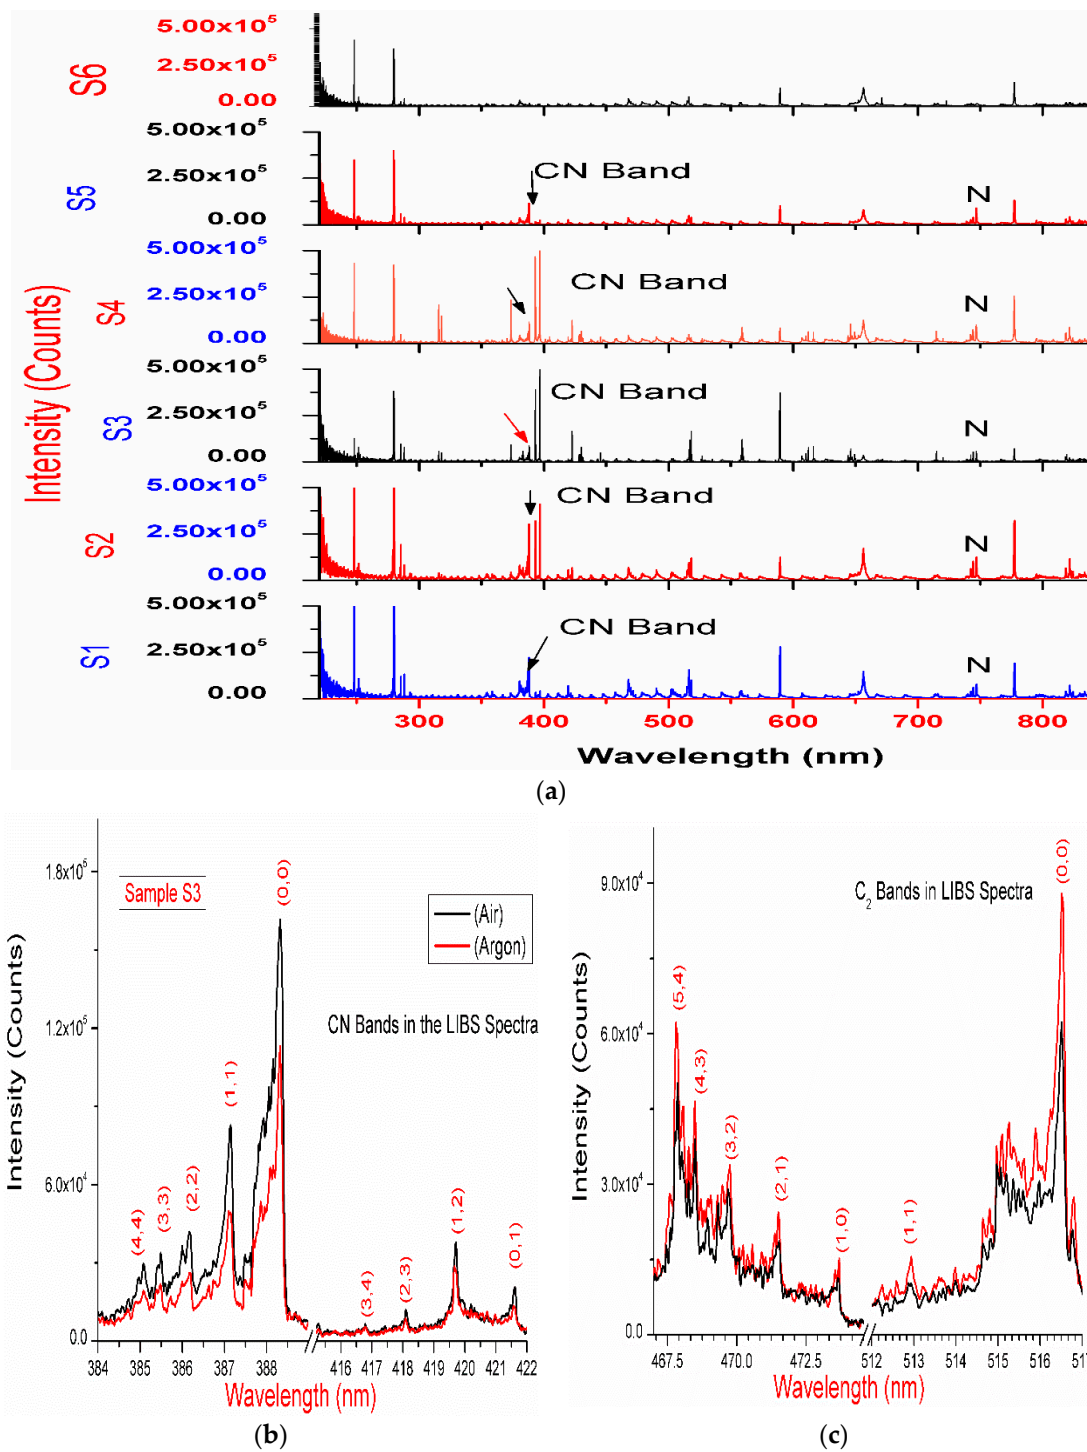 5.00x10⁵
2.50x10⁵
0.00
S6
5.00x10⁵
2.50x10⁵
0.00
S5
CN Band
N
5.00x10⁵
2.50x10⁵
0.00
S4
CN Band
N
Intensity (Counts)
5.00x10⁵
2.50x10⁵
0.00
S3
CN Band
N
5.00x10⁵
2.50x10⁵
0.00
S2
CN Band
N
5.00x10⁵
2.50x10⁵
0.00
S1
CN Band
N
300 400 500 600 700 800
Wavelength (nm)
(a)
Intensity (Counts)
1.8x10⁵
1.2x10⁵
6.0x10⁴
0.0
Sample S3
(0,0)
(Air)
(Argon)
CN Bands in the LIBS Spectra
(1,1)
(2,2)
(3,3)
(4,4)
(3,4)
(2,3)
(1,2)
(0,1)
384 385 386 387 388 416 417 418 419 420 421 422
Wavelength (nm)
(b)
Intensity (Counts)
9.0x10⁴
6.0x10⁴
3.0x10⁴
0.0
C₂ Bands in LIBS Spectra
(0,0)
(5,4)
(4,3)
(3,2)
(2,1)
(1,0)
(1,1)
467.5 470.0 472.5 512 513 514 515 516 517
Wavelength (nm)
(c)